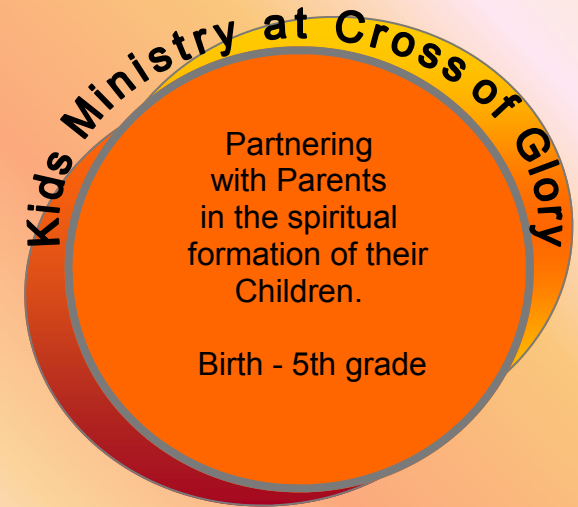 Kids Ministry at Cross of Glory
Partnering
with Parents
in the spiritual
formation of their
Children.
Birth - 5th grade